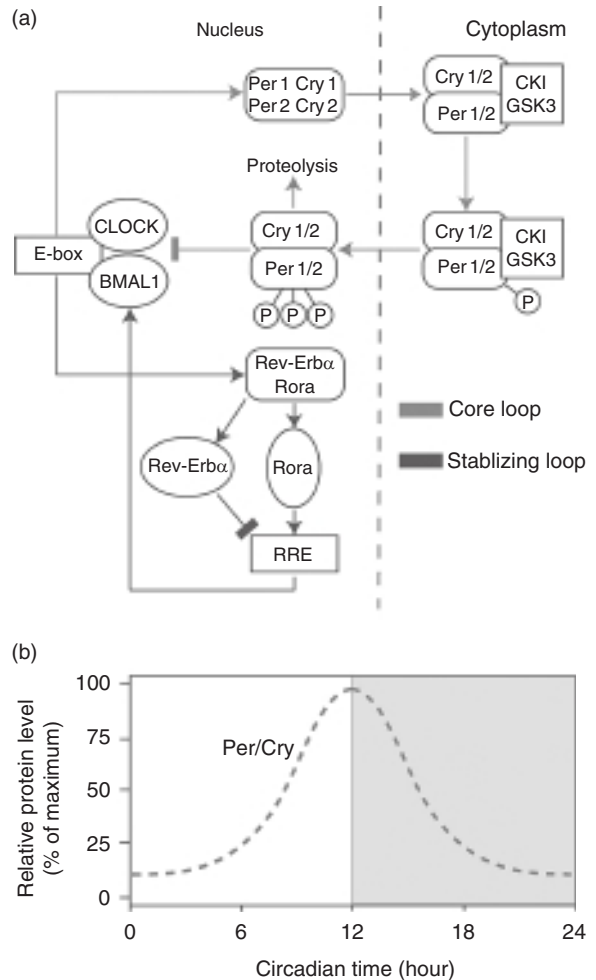 (a)
Nucleus
Cytoplasm
Per 1 Cry 1
Per 2 Cry 2
Cry 1/2
Per 1/2
CKI
GSK3
Proteolysis
E-box
CLOCK
BMAL1
Cry 1/2
Per 1/2
P P P
Cry 1/2
Per 1/2
CKI
GSK3
P
Rev-Erbα
Rora
Rev-Erbα
Rora
RRE
Core loop
Stablizing loop
(b)
Relative protein level
(% of maximum)
100
75
50
25
0
Per/Cry
0 6 12 18 24
Circadian time (hour)